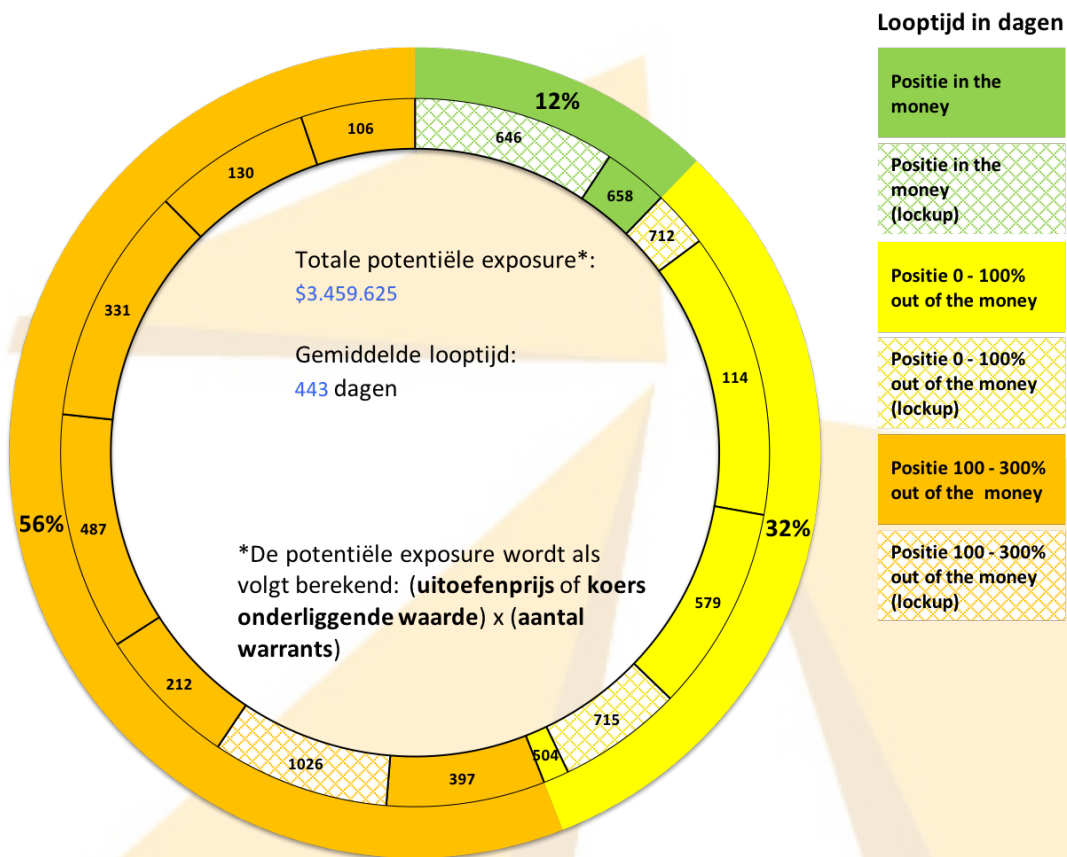 Looptijd in dagen
Positie in the
money
Positie in the
money
(lockup)
Positie 0 - 100%
out of the money
Positie 0 - 100%
out of the money
(lockup)
Positie 100 - 300%
out of the money
Positie 100 - 300%
out of the money
(lockup)
12%
646
658
712
114
32%
579
715
504
397
1026
212
56%
487
331
130
106
Totale potentiële exposure*:
$3.459.625
Gemiddelde looptijd:
443 dagen
*De potentiële exposure wordt als
volgt berekend: (uitoefenprijs of koers
onderliggende waarde) x (aantal
warrants)